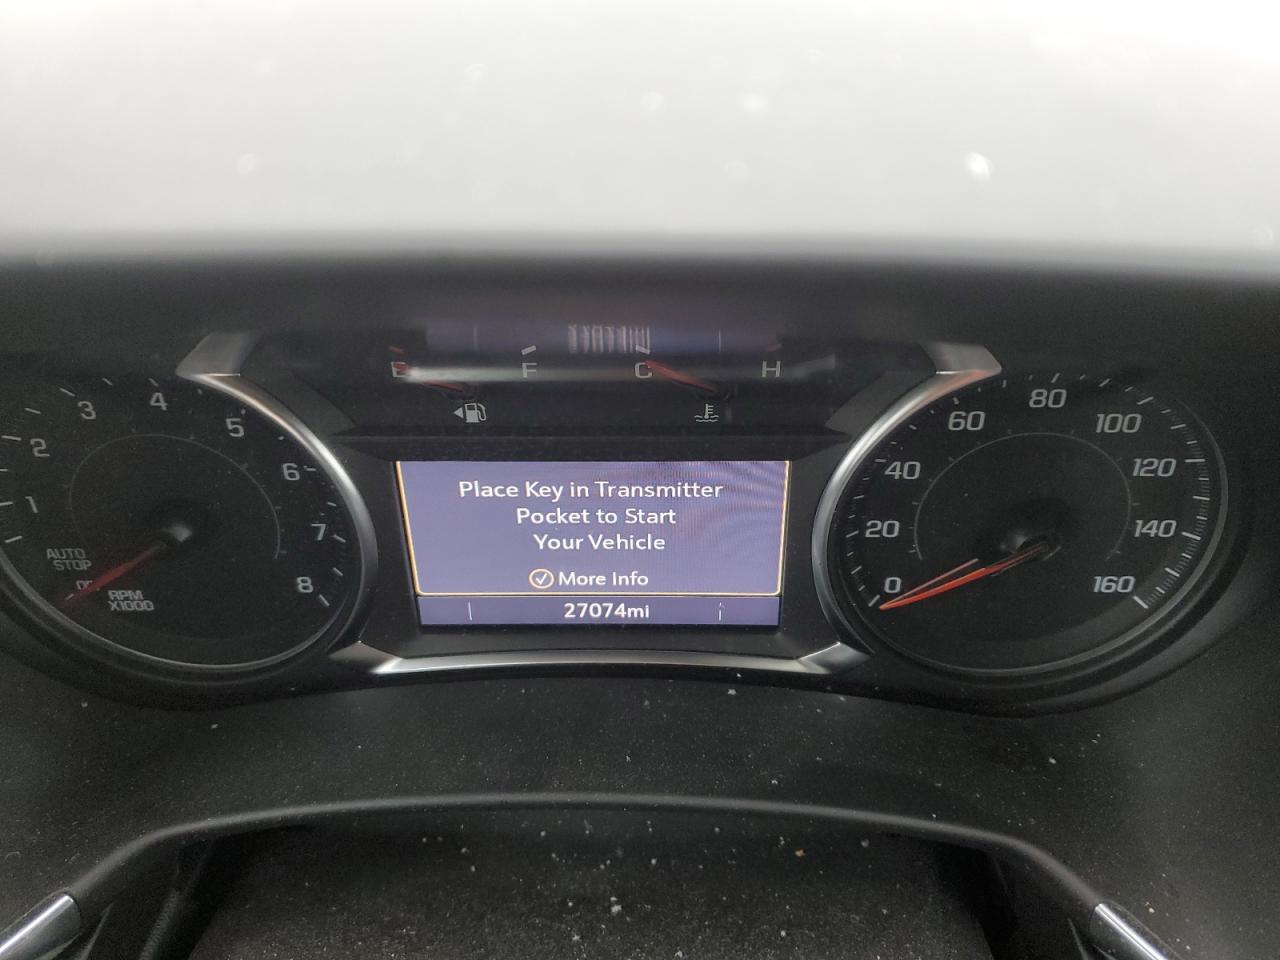 E F C H
3 4 5
2 6
1 7
AUTO
STOP
8
RPM
X1000
Place Key in Transmitter
Pocket to Start
Your Vehicle
More Info
27074mi
60 80 100
40 120
20 140
0 160